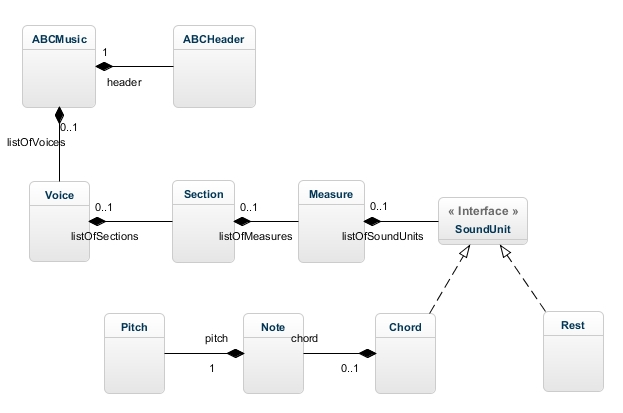 ABCMusic
1
header
ABCHeader
0..1
listOfVoices
Voice
0..1
listOfSections
Section
0..1
listOfMeasures
Measure
0..1
listOfSoundUnits
« Interface »
SoundUnit
Pitch
pitch
1
Note
chord
0..1
Chord
Rest